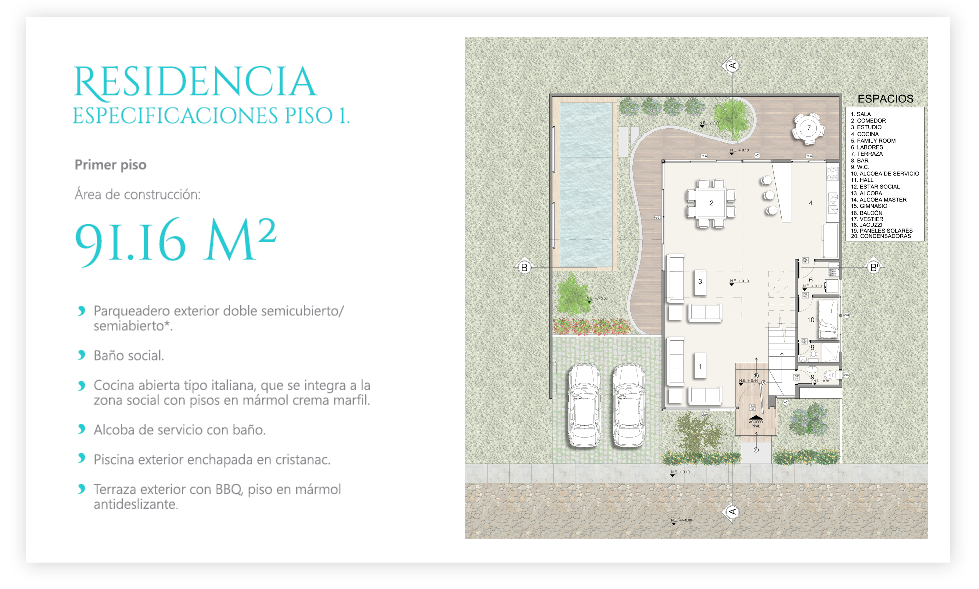 RESIDENCIA
ESPECIFICACIONES PISO 1.
Primer piso
Área de construcción:
91.16 M²
Parqueadero exterior doble semicubierto/
semiabierto*.
Baño social.
Cocina abierta tipo italiana, que se integra a la
zona social con pisos en mármol crema marfil.
Alcoba de servicio con baño.
Piscina exterior enchapada en cristanac.
Terraza exterior con BBQ, piso en mármol
antideslizante.
A
ESPACIOS
1. SALA
2 COMEDOR
3. ESTUDIO
4 COCINA
5. FAMILY ROOM
6. LABORES
7. TERRAZA
8 BAR
9. W.C.
10. ALCOBA DE SERVICIO
11. HALL
12. ESTAR SOCIAL
13. ALCOBA
14. ALCOBA MASTER
15. GIMNASIO
16. BALCÓN
17. VESTIER
18. JACUZZI
19. PANELES SOLARES
20. CONDENSADORAS
7
2
4
B
B'
3
6
10
9
1
A